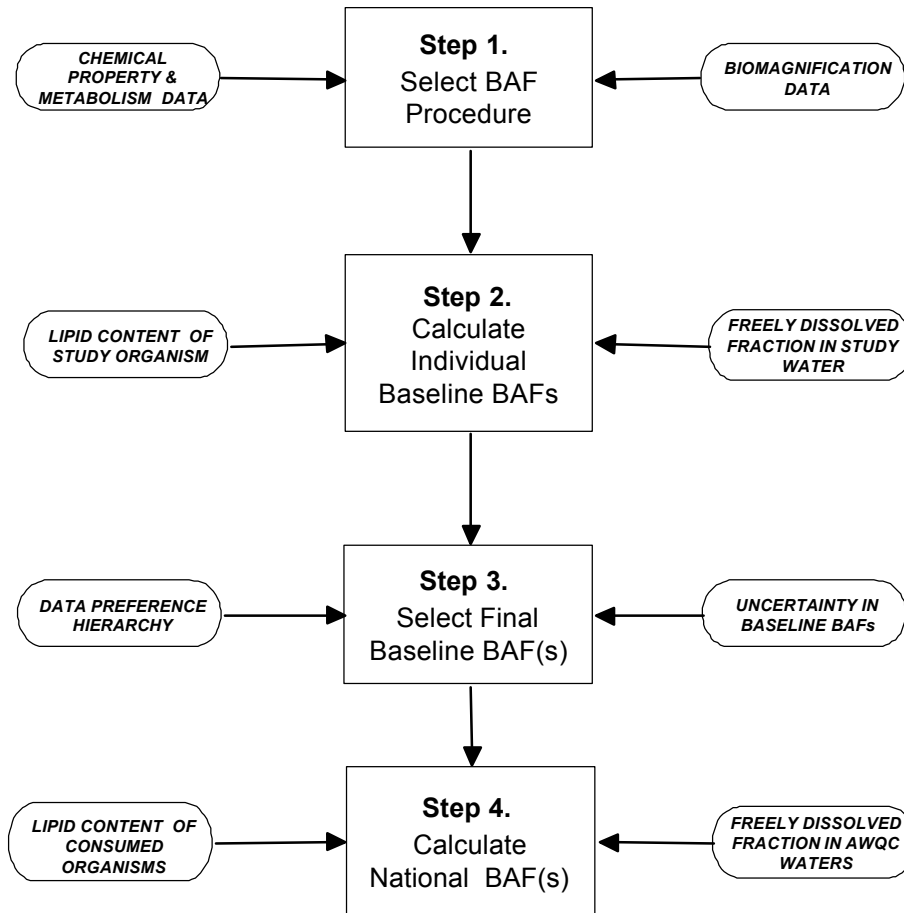 CHEMICAL
PROPERTY &
METABOLISM DATA
Step 1.
Select BAF
Procedure
BIOMAGNIFICATION
DATA
LIPID CONTENT OF
STUDY ORGANISM
Step 2.
Calculate
Individual
Baseline BAFs
FREELY DISSOLVED
FRACTION IN STUDY
WATER
DATA PREFERENCE
HIERARCHY
Step 3.
Select Final
Baseline BAF(s)
UNCERTAINTY IN
BASELINE BAFs
LIPID CONTENT OF
CONSUMED
ORGANISMS
Step 4.
Calculate
National BAF(s)
FREELY DISSOLVED
FRACTION IN AWQC
WATERS